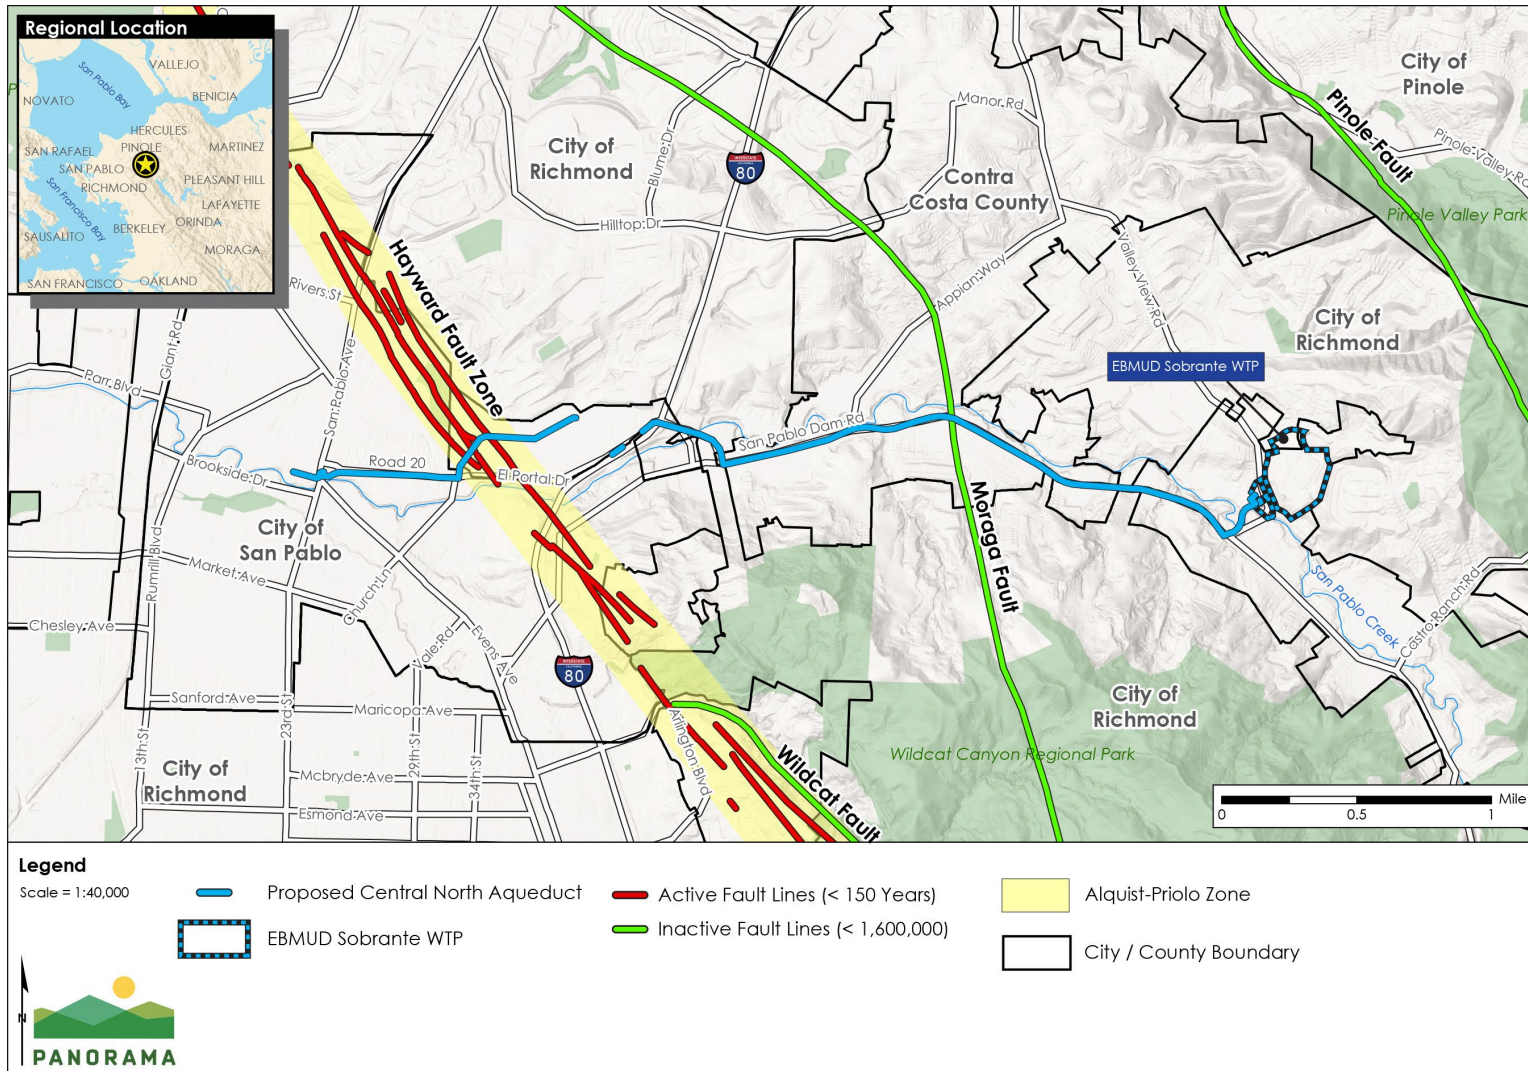 Regional Location
San Pablo Bay
VALLEJO
NOVATO
BENICIA
HERCULES
PINOLE
SAN RAFAEL
MARTINEZ
SAN PABLO
RICHMOND
PLEASANT HILL
San Francisco Bay
LAFAYETTE
ORINDA
BERKELEY
SAUSALITO
MORAGA
SAN FRANCISCO
OAKLAND
City of
Pinole
Manor Rd
Pinole Fault
Pinole Valley Rd
City of
Richmond
Blume Dr
INTERSTATE
CALIFORNIA
80
Contra
Costa County
Pinole Valley Park
Hilltop Dr
Hayward Fault Zone
Valley View Rd
Appian Way
Rivers St
Giant Rd
San Pablo Ave
City of
Richmond
EBMUD Sobrante WTP
Parr Blvd
San Pablo Dam Rd
Road 20
Brookside Dr
El Portal Dr
Moraga Fault
City of
San Pablo
Rumrill Blvd
Market Ave
Church Ln
San Pablo Creek
Castro Ranch Rd
Chesley Ave
Vale Rd
Evans Ave
INTERSTATE
CALIFORNIA
80
Sanford Ave
23rd St
Maricopa Ave
Arlington Blvd
City of
Richmond
Wildcat Canyon Regional Park
Wildcat Fault
13th St
29th St
34th St
City of
Richmond
Mcbryde Ave
Esmond Ave
Mile
0
0.5
1
Legend
Scale = 1:40,000
Proposed Central North Aqueduct
EBMUD Sobrante WTP
Active Fault Lines (< 150 Years)
Inactive Fault Lines (< 1,600,000)
Alquist-Priolo Zone
City / County Boundary
N
PANORAMA